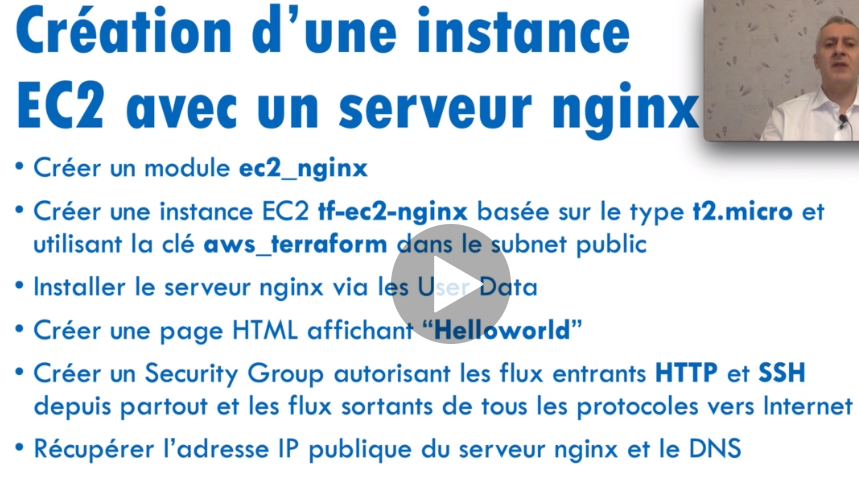 Création d’une instance
EC2 avec un serveur nginx
• Créer un module ec2_nginx
• Créer une instance EC2 tf-ec2-nginx basée sur le type t2.micro et
utilisant la clé aws_terraform dans le subnet public
• Installer le serveur nginx via les User Data
• Créer une page HTML affichant “Helloworld”
• Créer un Security Group autorisant les flux entrants HTTP et SSH
depuis partout et les flux sortants de tous les protocoles vers Internet
• Récupérer l’adresse IP publique du serveur nginx et le DNS